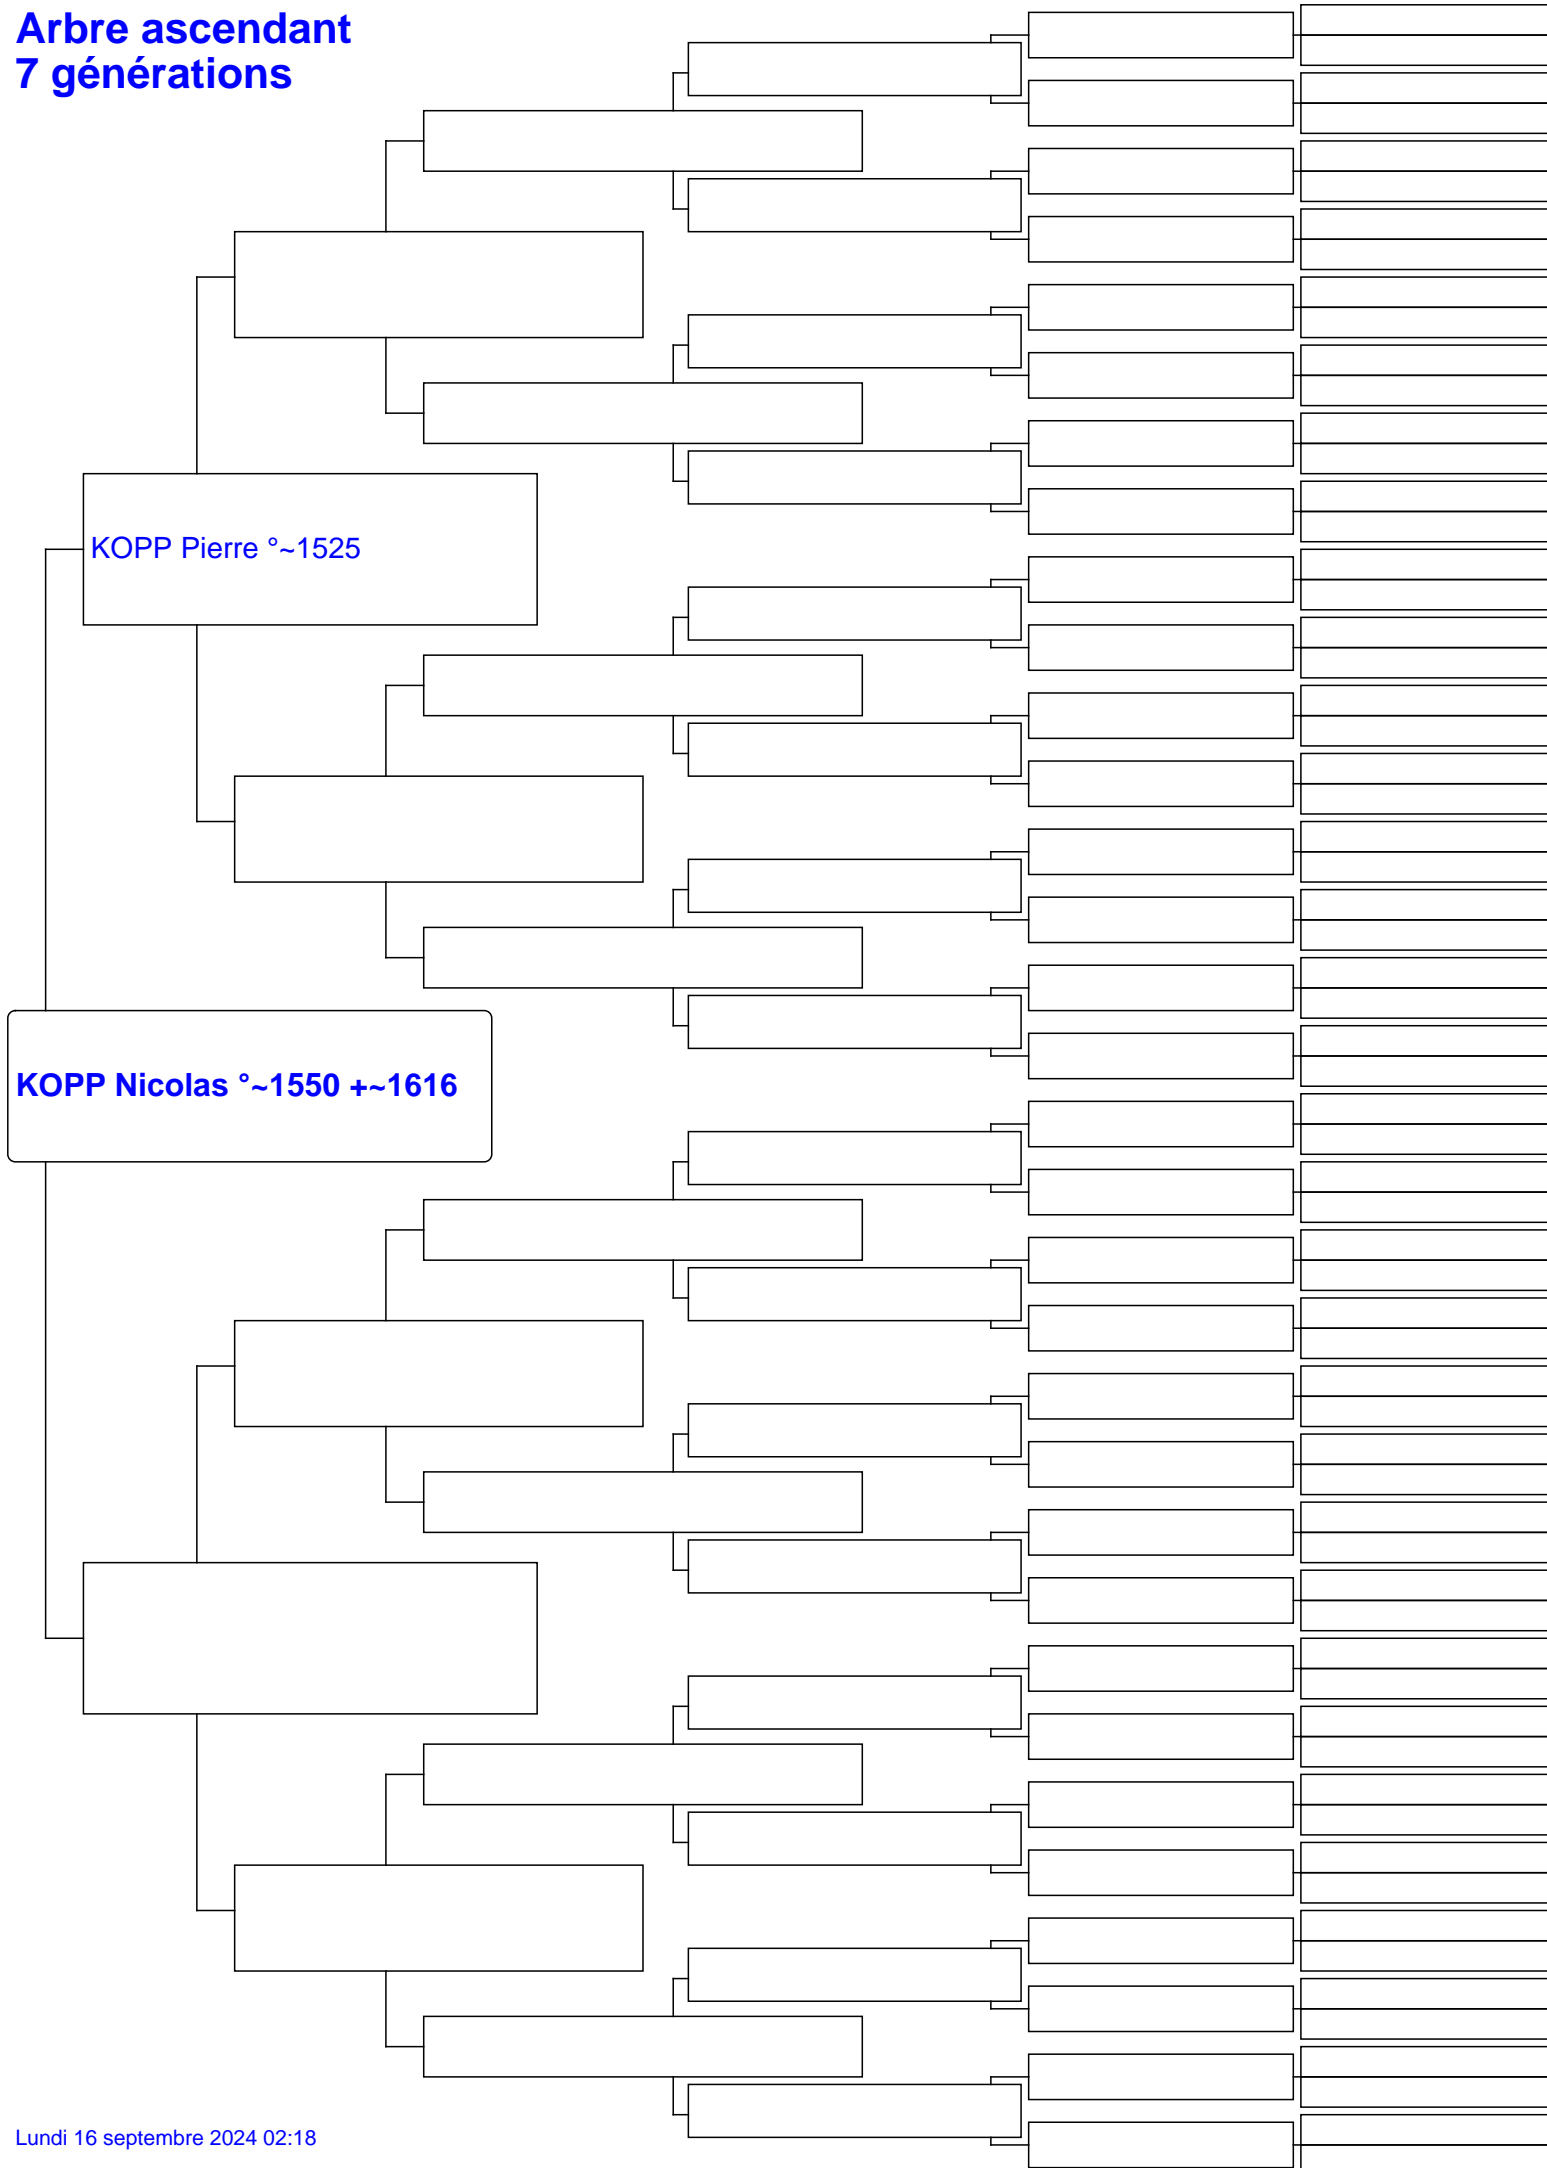 Arbre ascendant
7 générations
KOPP Pierre °~1525
KOPP Nicolas °~1550 +~1616
Lundi 16 septembre 2024 02:18